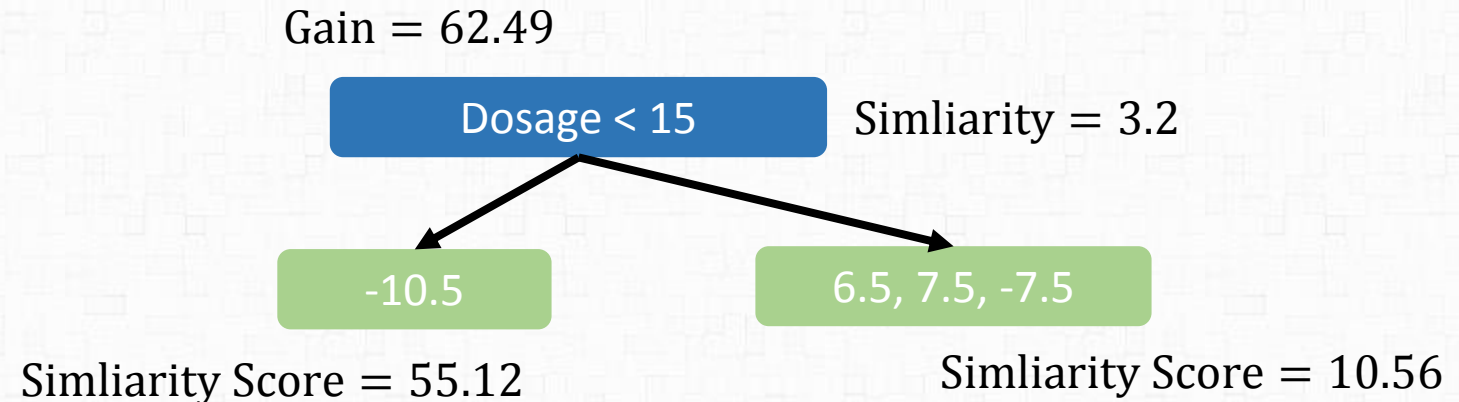 Gain = 62.49
Dosage < 15
Simliarity = 3.2
-10.5
6.5, 7.5, -7.5
Simliarity Score = 55.12
Simliarity Score = 10.56